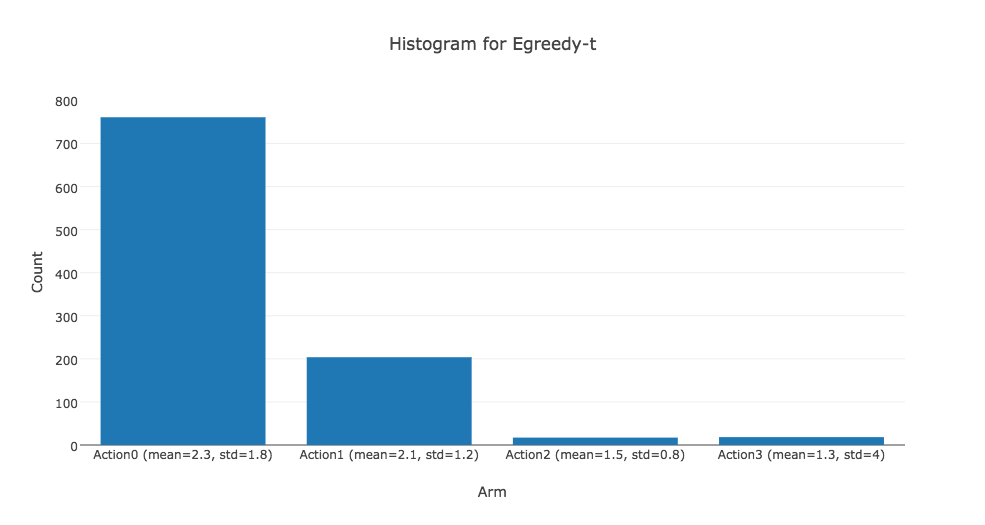 Histogram for Egreedy-t
800
700
600
500
400
300
200
100
0
Count
Action0 (mean=2.3, std=1.8) Action1 (mean=2.1, std=1.2) Action2 (mean=1.5, std=0.8) Action3 (mean=1.3, std=4)
Arm